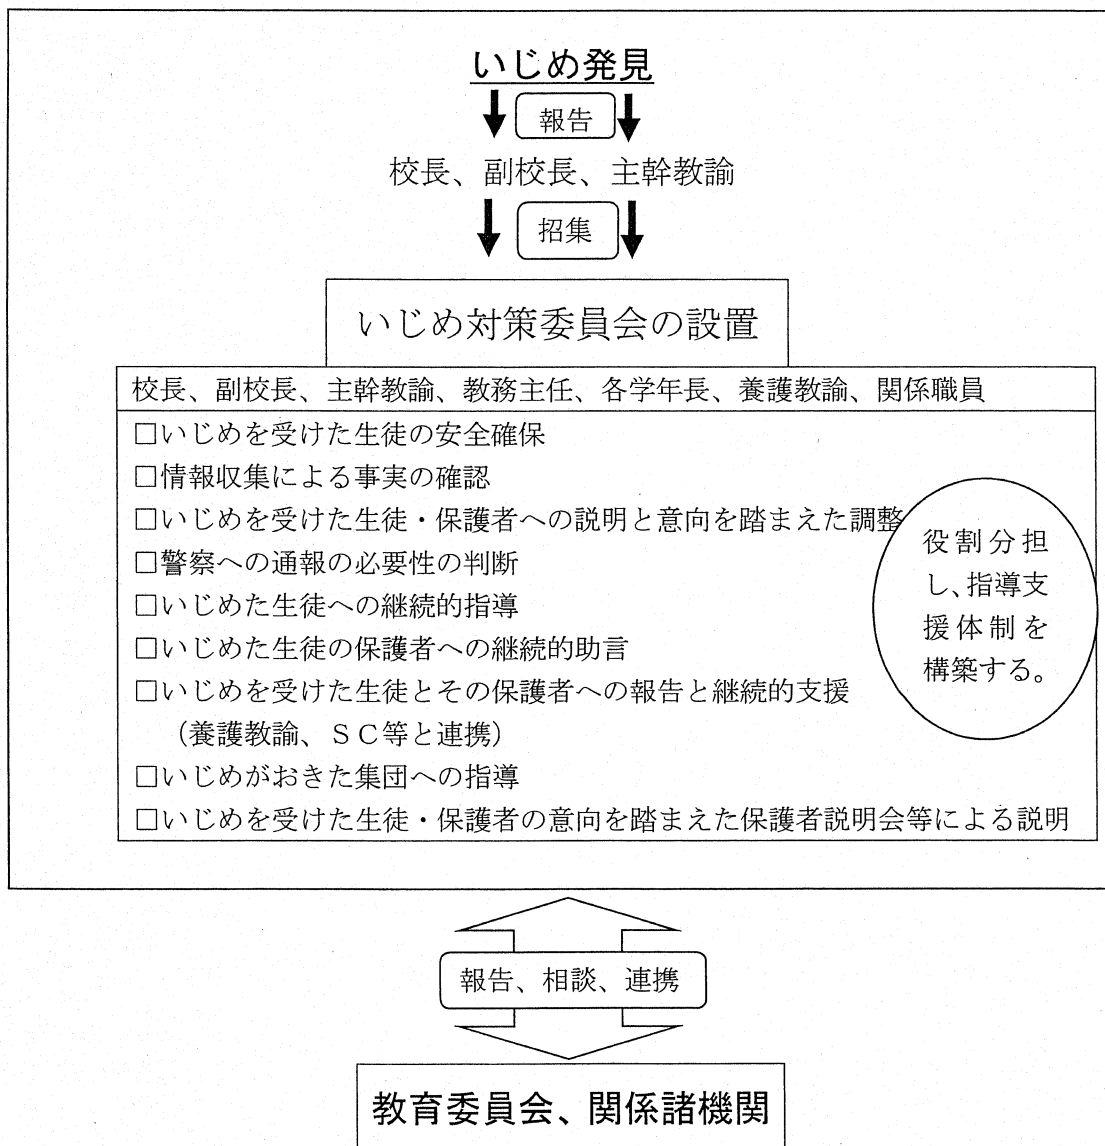 いじめ発見
報告
校長、副校長、主幹教諭
招集
いじめ対策委員会の設置
校長、副校長、主幹教諭、教務主任、各学年長、養護教諭、関係職員
□いじめを受けた生徒の安全確保
□情報収集による事実の確認
□いじめを受けた生徒・保護者への説明と意向を踏まえた調整
□警察への通報の必要性の判断
□いじめた生徒への継続的指導
□いじめた生徒の保護者への継続的助言
□いじめを受けた生徒とその保護者への報告と継続的支援
（養護教諭、ＳＣ等と連携）
□いじめがおきた集団への指導
□いじめを受けた生徒・保護者の意向を踏まえた保護者説明会等による説明
役割分担
し、指導支
援体制を
構築する。
報告、相談、連携
教育委員会、関係諸機関